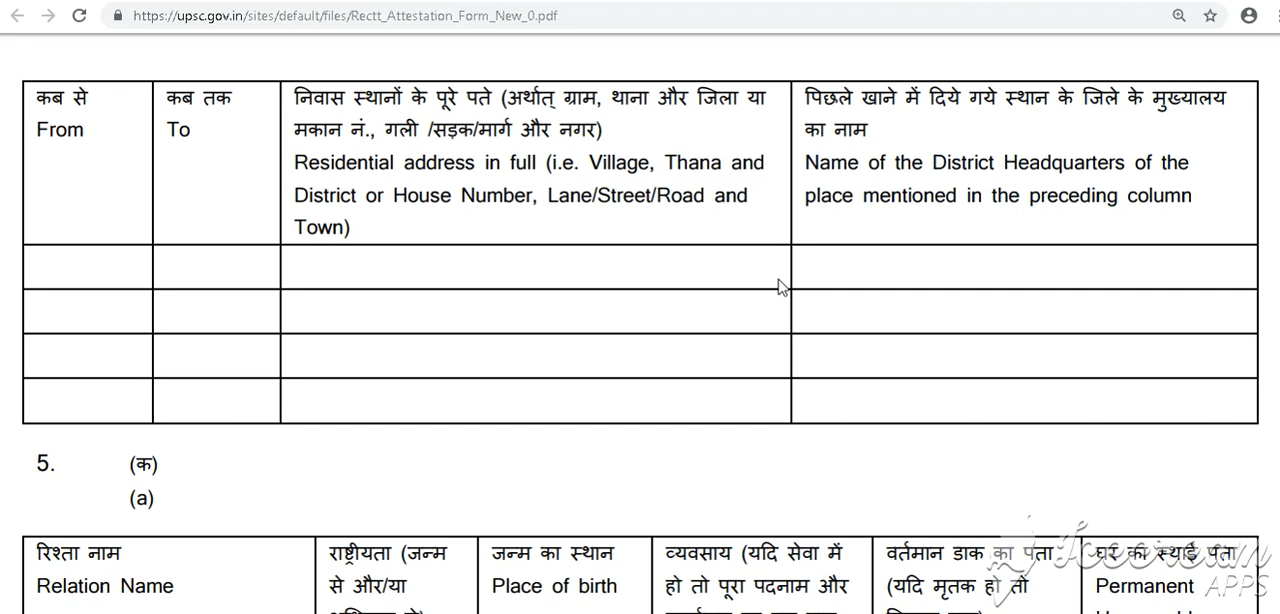 https://upsc.gov.in/sites/default/files/Rectt_Attestation_Form_New_0.pdf
कब से
From
कब तक
To
निवास स्थानों के पूरे पते (अर्थात् ग्राम, थाना और जिला या
मकान नं., गली /सड़क/मार्ग और नगर)
Residential address in full (i.e. Village, Thana and
District or House Number, Lane/Street/Road and
Town)
पिछले खाने में दिये गये स्थान के जिले के मुख्यालय
का नाम
Name of the District Headquarters of the
place mentioned in the preceding column
5. (क)
(a)
रिश्ता नाम
Relation Name
राष्ट्रीयता (जन्म
से और/या
जन्म का स्थान
Place of birth
व्यवसाय (यदि सेवा में
हो तो पूरा पदनाम और
वर्तमान डाक का पता
(यदि मृतक हो तो
घर का स्थाई पता
Permanent
Icecream
APPS